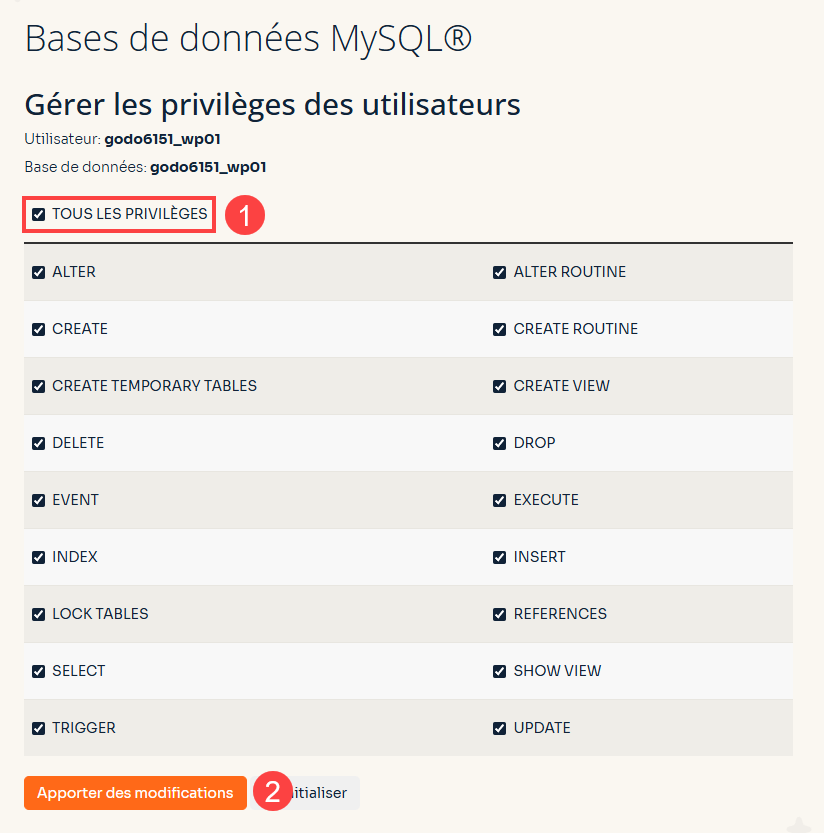 Bases de données MySQL®
Gérer les privilèges des utilisateurs
Utilisateur: godo6151_wp01
Base de données: godo6151_wp01
TOUS LES PRIVILÈGES 1
ALTER ALTER ROUTINE
CREATE CREATE ROUTINE
CREATE TEMPORARY TABLES CREATE VIEW
DELETE DROP
EVENT EXECUTE
INDEX INSERT
LOCK TABLES REFERENCES
SELECT SHOW VIEW
TRIGGER UPDATE
Apporter des modifications 2 itialiser